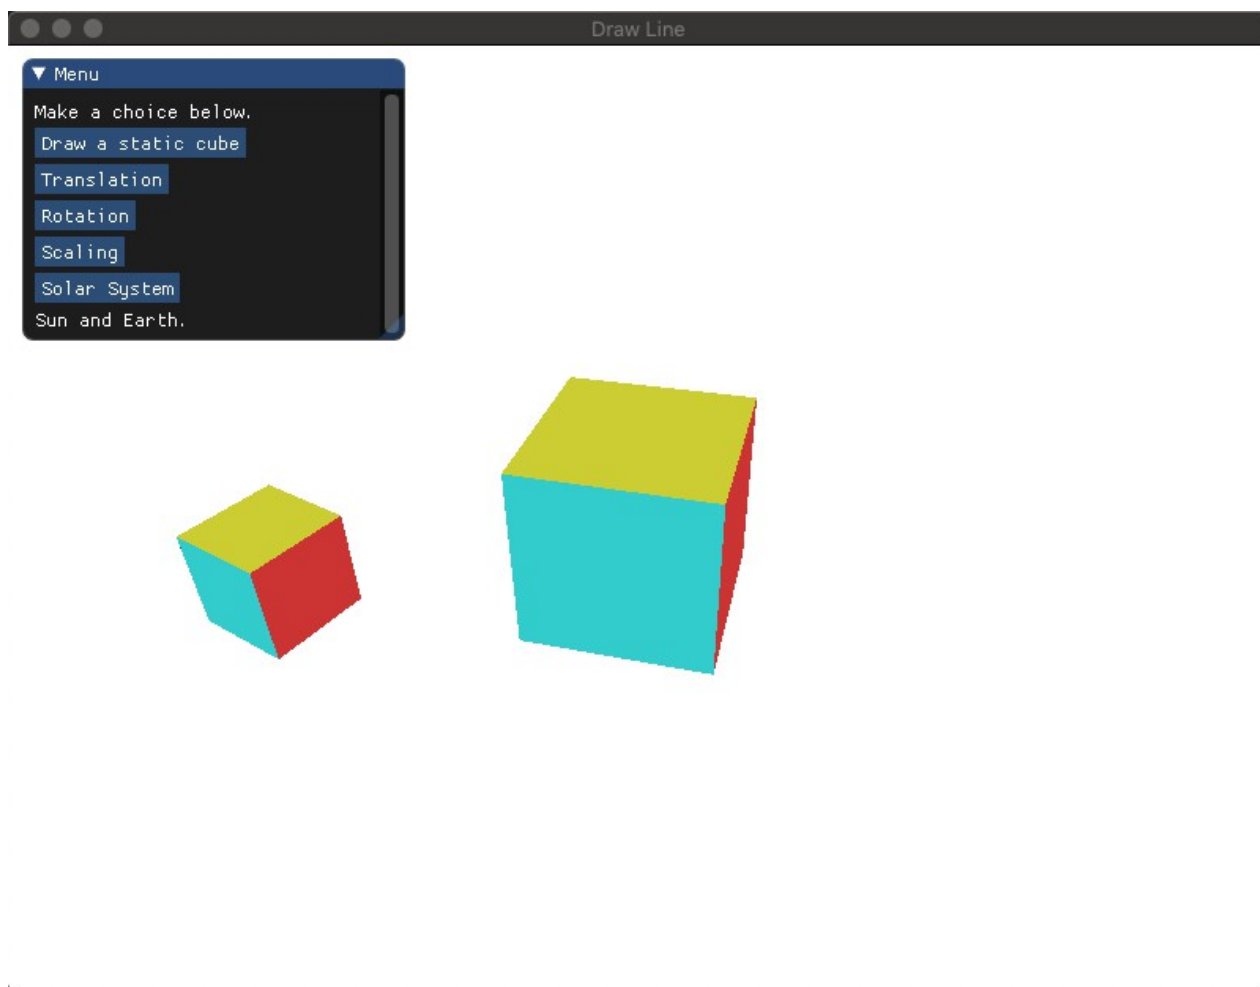 Draw Line
Menu
Make a choice below.
Draw a static cube
Translation
Rotation
Scaling
Solar System
Sun and Earth.